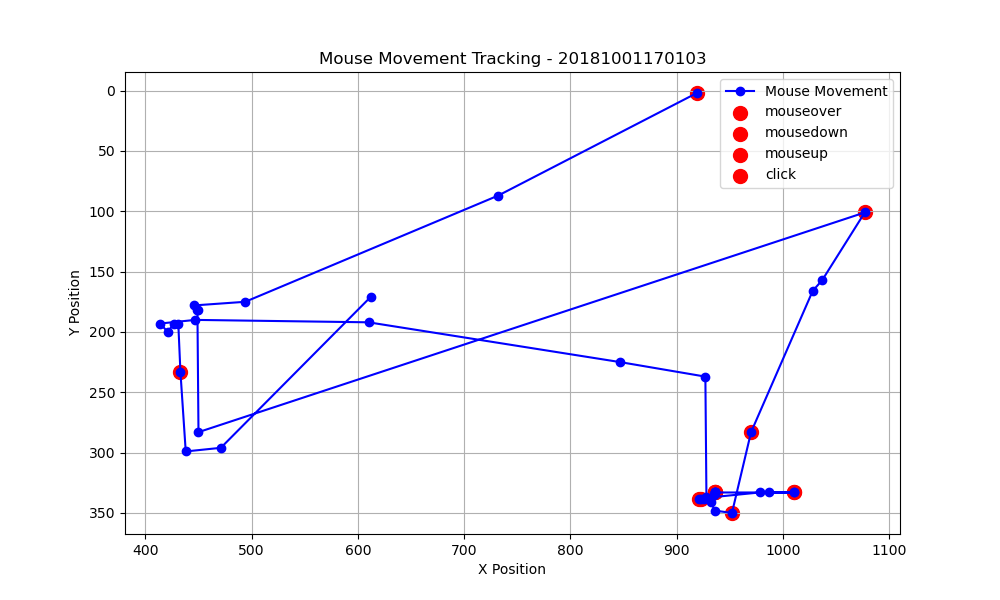 Mouse Movement Tracking - 20181001170103
Mouse Movement
mouseover
mousedown
mouseup
click
Y Position
0
50
100
150
200
250
300
350
400 500 600 700 800 900 1000 1100
X Position